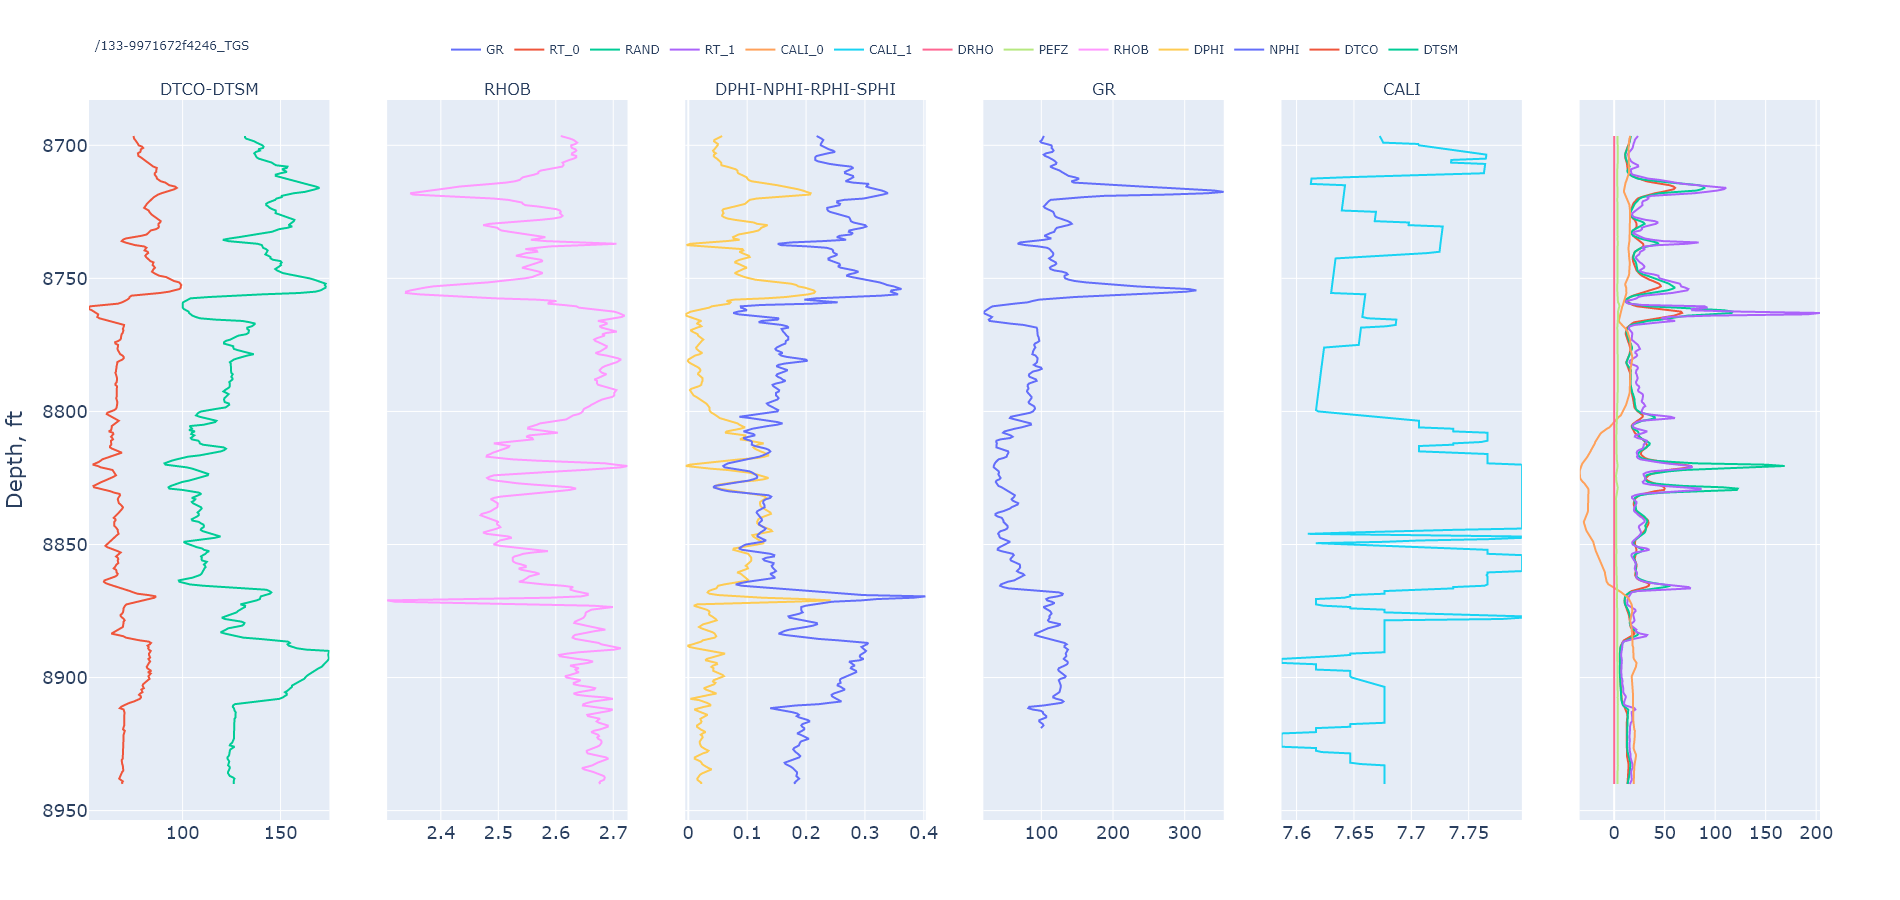 /133-9971672f4246_TGS
GR RT_0 RAND RT_1 CALI_0 CALI_1 DRHO PEFZ RHOB DPHI NPHI DTCO DTSM
DTCO-DTSM RHOB DPHI-NPHI-RPHI-SPHI GR CALI
Depth, ft
8700
8750
8800
8850
8900
8950
100 150 2.4 2.5 2.6 2.7 0 0.1 0.2 0.3 0.4 100 200 300 7.6 7.65 7.7 7.75 0 50 100 150 200